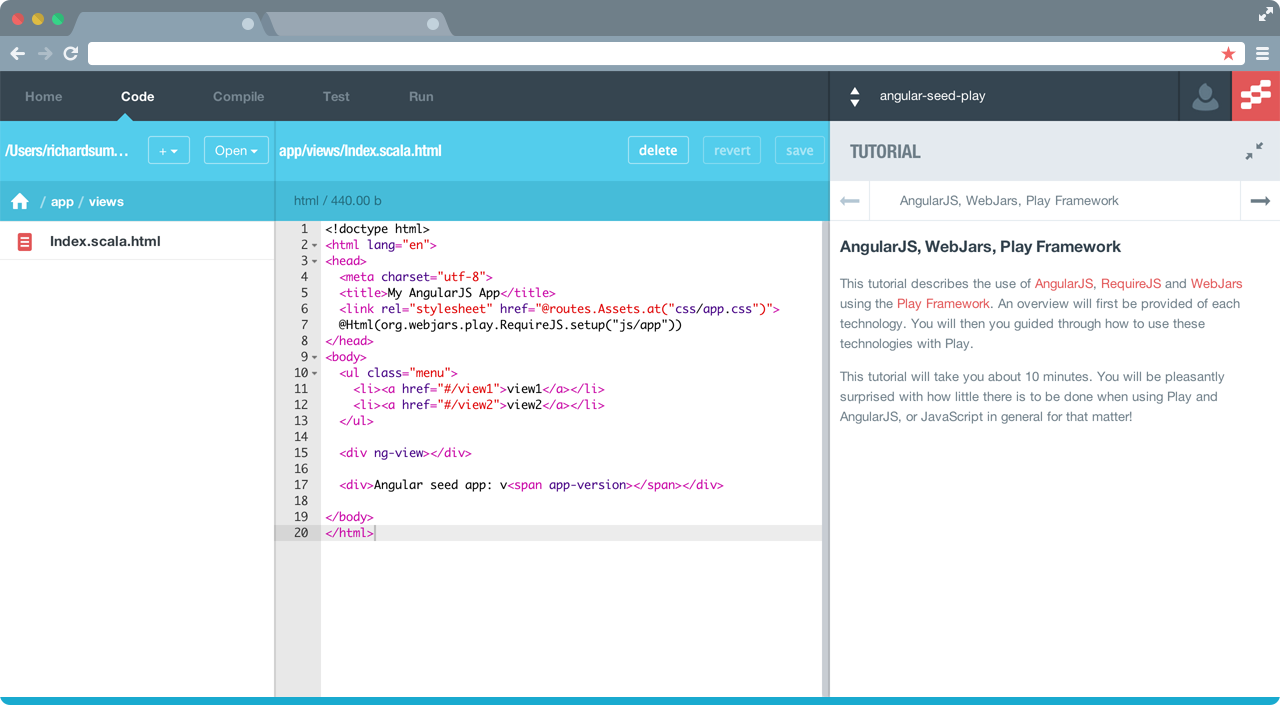 Home Code Compile Test Run angular-seed-play
/Users/richardsum... + Open
app/views/Index.scala.html delete revert save
TUTORIAL
/ app / views
html / 440.00 b
AngularJS, WebJars, Play Framework
Index.scala.html
1 <!doctype html>
2 <html lang="en">
3 <head>
4 <meta charset="utf-8">
5 <title>My AngularJS App</title>
6 <link rel="stylesheet" href="@routes.Assets.at("css/app.css")">
7 @Html(org.webjars.play.RequireJS.setup("js/app"))
8 </head>
9 <body>
10 <ul class="menu">
11 <li><a href="#/view1">view1</a></li>
12 <li><a href="#/view2">view2</a></li>
13 </ul>
14
15 <div ng-view></div>
16
17 <div>Angular seed app: v<span app-version></span></div>
18
19 </body>
20 </html>
AngularJS, WebJars, Play Framework
This tutorial describes the use of AngularJS, RequireJS and WebJars
using the Play Framework. An overview will first be provided of each
technology. You will then you guided through how to use these
technologies with Play.
This tutorial will take you about 10 minutes. You will be pleasantly
surprised with how little there is to be done when using Play and
AngularJS, or JavaScript in general for that matter!